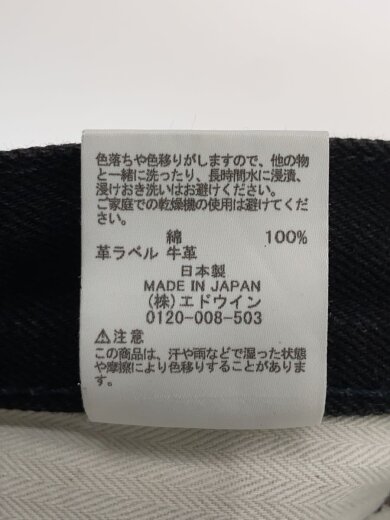 色落ちや色移りがしますので、他の物
と一緒に洗ったり、長時間水に浸漬、
浸けおき洗いはお避けください。
ご家庭での乾燥機の使用は避けてくだ
さい。
綿 100%
革ラベル 牛革
日本製
MADE IN JAPAN
(株)エドウイン
0120-008-503
⚠注意
この商品は、汗や雨などで湿った状態
や摩擦により色移りすることがありま
す。